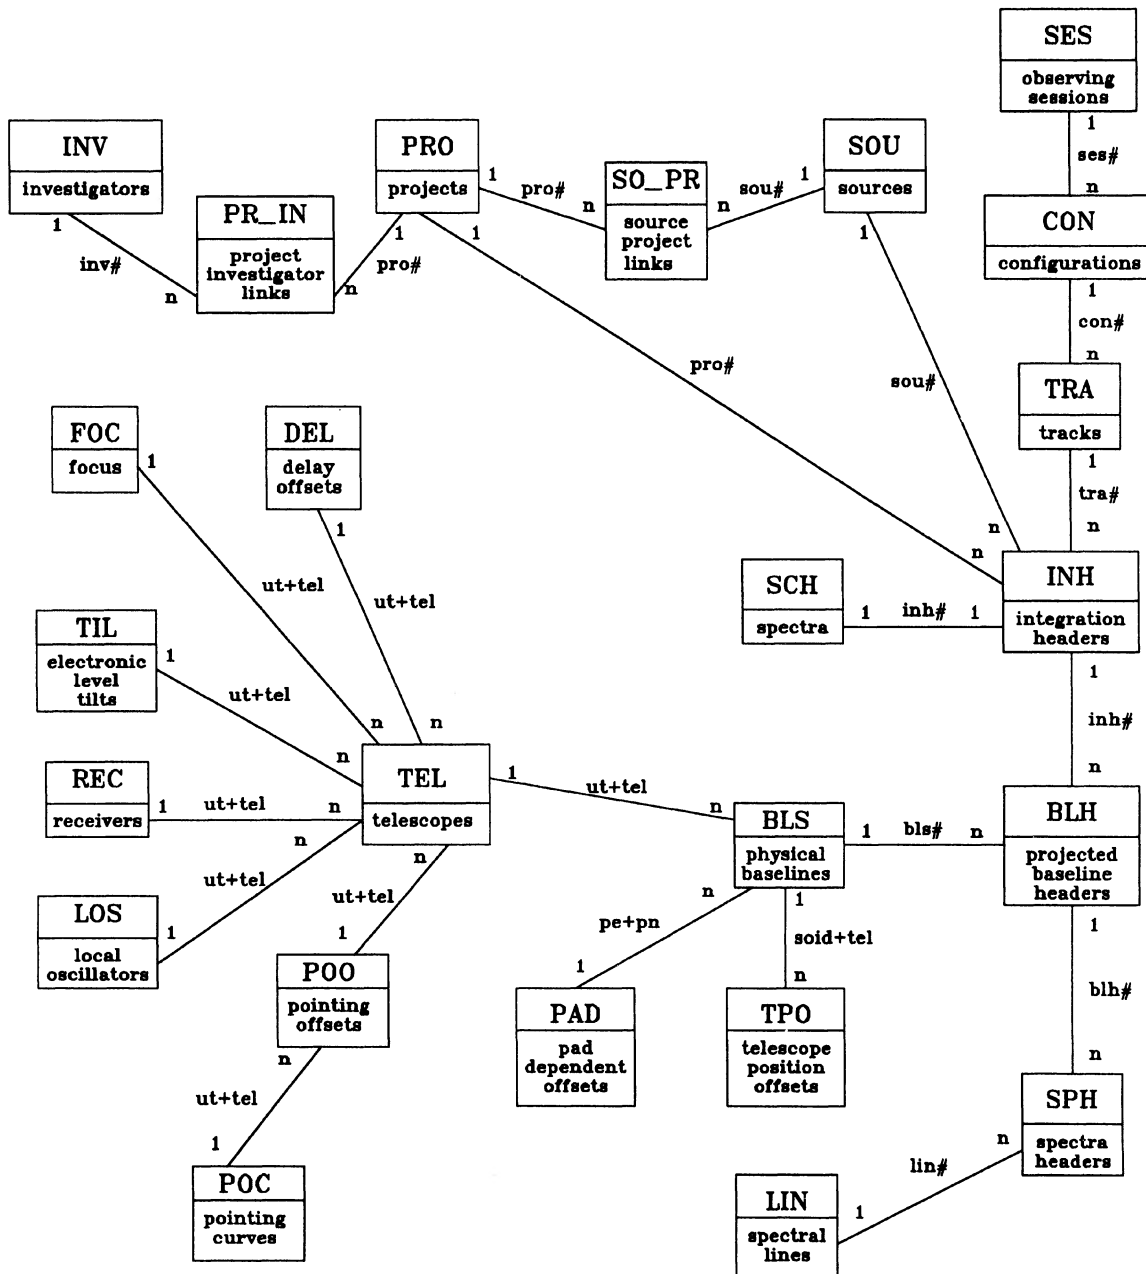 SES
observing
sessions
1
ses#
n
INV
investigators
1
inv#
n
PR_IN
project
investigator
links
PRO
projects
1
pro#
n
1
pro#
n
1
pro#
n
SO_PR
source
project
links
n
sou#
1
SOU
sources
1
sou#
n
CON
configurations
1
con#
n
TRA
tracks
1
tra#
n
FOC
focus
1
ut+tel
n
DEL
delay
offsets
1
ut+tel
n
SCH
spectra
1
inh#
1
INH
integration
headers
1
inh#
n
TIL
electronic
level
tilts
1
ut+tel
n
REC
receivers
1
ut+tel
n
LOS
local
oscillators
1
ut+tel
n
TEL
telescopes
1
ut+tel
n
n
ut+tel
1
BLS
physical
baselines
1
bls#
n
BLH
projected
baseline
headers
1
blh#
n
n
pe+pn
1
1
soid+tel
n
POO
pointing
offsets
n
ut+tel
1
POC
pointing
curves
PAD
pad
dependent
offsets
TPO
telescope
position
offsets
SPH
spectra
headers
n
lin#
1
LIN
spectral
lines